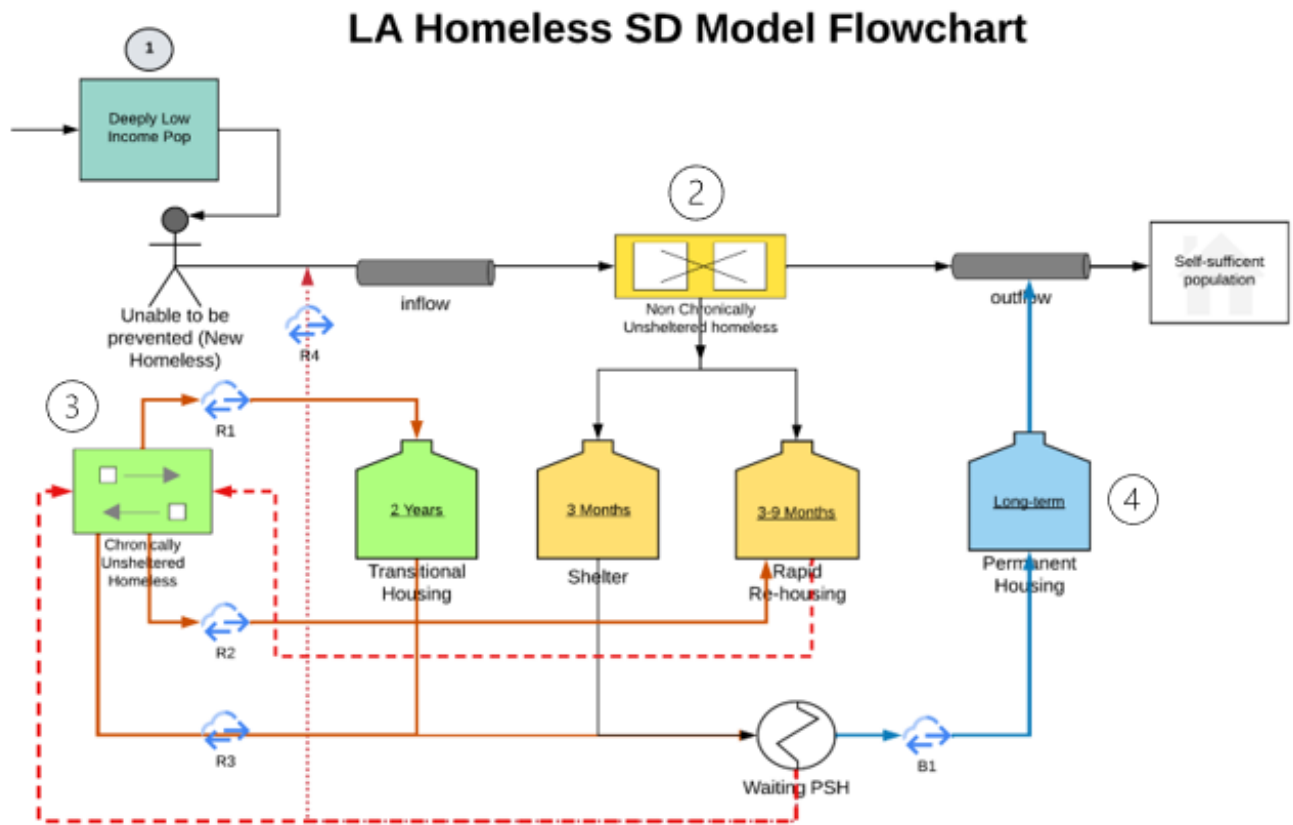 LA Homeless SD Model Flowchart
1
Deeply Low
Income Pop
2
Self-sufficent
population
inflow
outflow
Unable to be
prevented (New
Homeless)
Non Chronically
Unsheltered homeless
R4
3
R1
2 Years
3 Months
3-9 Months
Long-term
4
Chronically
Unsheltered
Homeless
Transitional
Housing
Shelter
Rapid
Re-housing
Permanent
Housing
R2
R3
Waiting PSH
B1